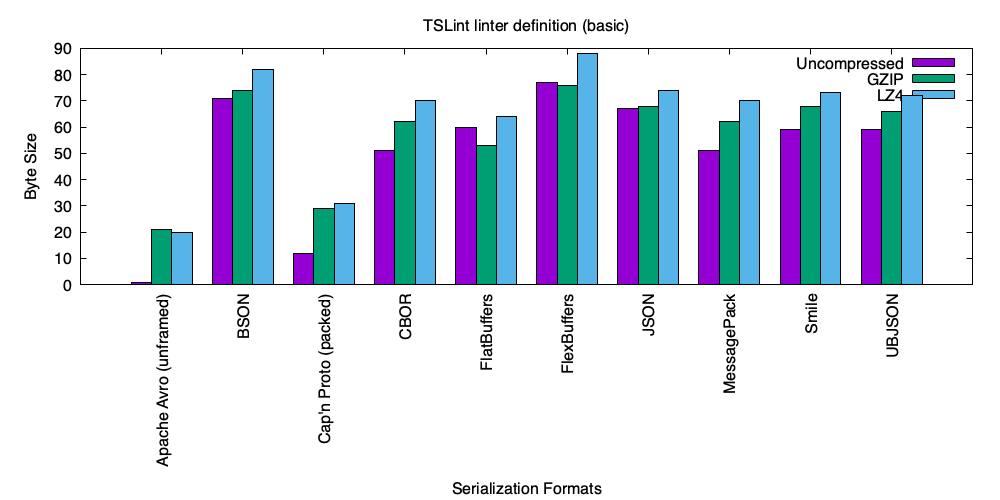 TSLint linter definition (basic)
90
80
70
60
50
40
30
20
10
0
Byte Size
Uncompressed
GZIP
LZ4
Apache Avro (unframed)
BSON
Cap'n Proto (packed)
CBOR
FlatBuffers
FlexBuffers
JSON
MessagePack
Smile
UBJSON
Serialization Formats